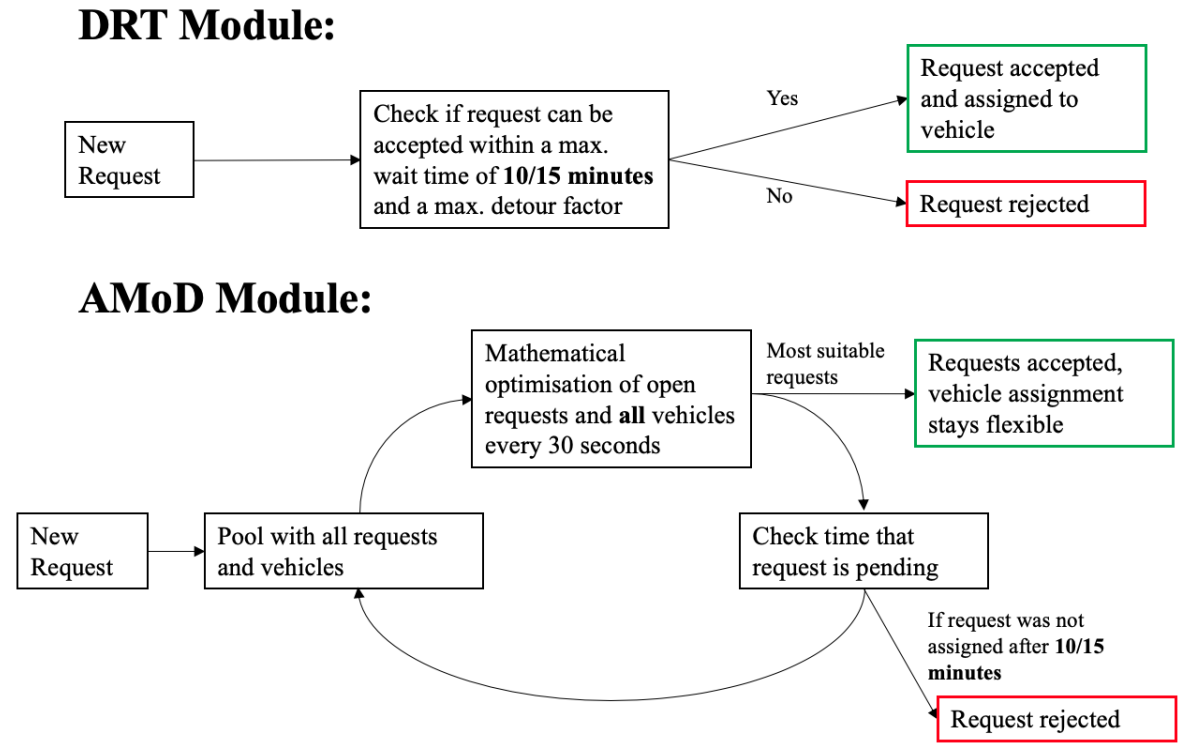 DRT Module:
New
Request
Check if request can be
accepted within a max.
wait time of 10/15 minutes
and a max. detour factor
Yes
No
Request accepted
and assigned to
vehicle
Request rejected
AMoD Module:
New
Request
Pool with all requests
and vehicles
Mathematical
optimisation of open
requests and all vehicles
every 30 seconds
Most suitable
requests
Requests accepted,
vehicle assignment
stays flexible
Check time that
request is pending
If request was not
assigned after 10/15
minutes
Request rejected